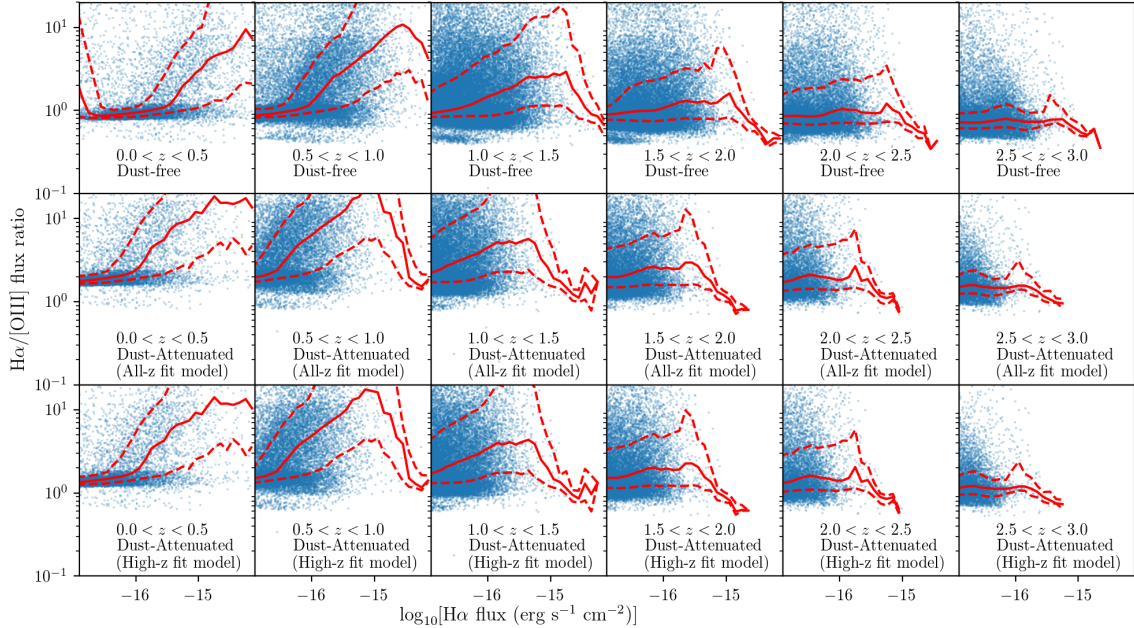 10¹
10⁰
0.0 < z < 0.5
Dust-free
0.5 < z < 1.0
Dust-free
1.0 < z < 1.5
Dust-free
1.5 < z < 2.0
Dust-free
2.0 < z < 2.5
Dust-free
2.5 < z < 3.0
Dust-free
Hα/[OIII] flux ratio
10⁻¹
10¹
10⁰
0.0 < z < 0.5
Dust-Attenuated
(All-z fit model)
0.5 < z < 1.0
Dust-Attenuated
(All-z fit model)
1.0 < z < 1.5
Dust-Attenuated
(All-z fit model)
1.5 < z < 2.0
Dust-Attenuated
(All-z fit model)
2.0 < z < 2.5
Dust-Attenuated
(All-z fit model)
2.5 < z < 3.0
Dust-Attenuated
(All-z fit model)
10⁻¹
10¹
10⁰
10⁻¹
0.0 < z < 0.5
Dust-Attenuated
(High-z fit model)
0.5 < z < 1.0
Dust-Attenuated
(High-z fit model)
1.0 < z < 1.5
Dust-Attenuated
(High-z fit model)
1.5 < z < 2.0
Dust-Attenuated
(High-z fit model)
2.0 < z < 2.5
Dust-Attenuated
(High-z fit model)
2.5 < z < 3.0
Dust-Attenuated
(High-z fit model)
−16 −15 −16 −15 −16 −15 −16 −15 −16 −15 −16 −15
log₁₀[Hα flux (erg s⁻¹ cm⁻²)]